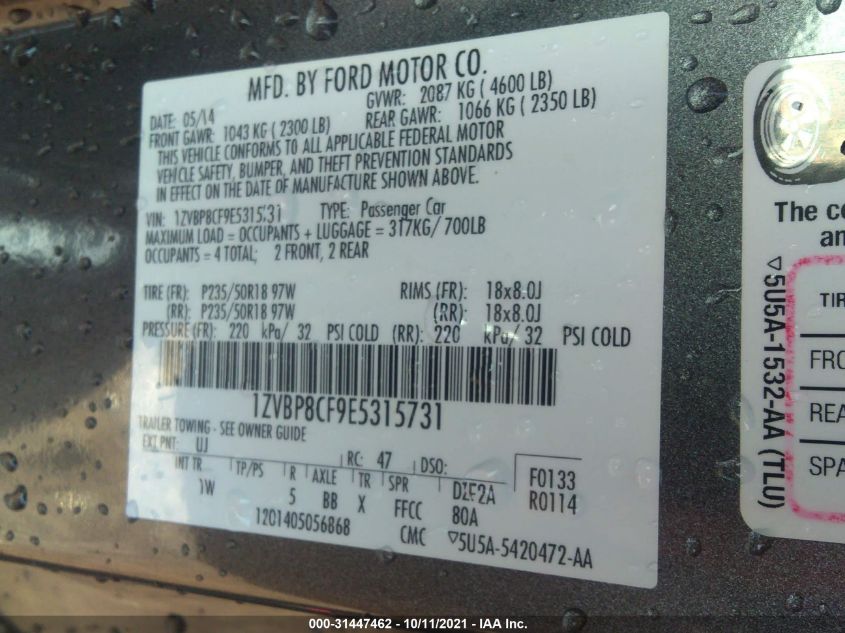 MFD. BY FORD MOTOR CO.
DATE: 05/14
GVWR: 2087 KG ( 4600 LB)
FRONT GAWR: 1043 KG ( 2300 LB)
REAR GAWR: 1066 KG ( 2350 LB)
THIS VEHICLE CONFORMS TO ALL APPLICABLE FEDERAL MOTOR
VEHICLE SAFETY, BUMPER, AND THEFT PREVENTION STANDARDS
IN EFFECT ON THE DATE OF MANUFACTURE SHOWN ABOVE.
VIN: 1ZVBP8CF9E5315731 TYPE: Passenger Car
MAXIMUM LOAD = OCCUPANTS + LUGGAGE = 317KG/ 700LB
OCCUPANTS = 4 TOTAL; 2 FRONT, 2 REAR
TIRE (FR): P235/50R18 97W RIMS (FR): 18x8.0J
(RR): P235/50R18 97W (RR): 18x8.0J
PRESSURE (FR): 220 kPa/ 32 PSI COLD (RR): 220 kPa/ 32 PSI COLD
1ZVBP8CF9E5315731
TRAILER TOWING - SEE OWNER GUIDE
EXT PNT: UJ RC: 47 DSO: F0133
INT TR TP/PS R AXLE TR SPR DZF2A R0114
1W 5 BB X FFCC 80A
1201405056868 CMC ▽5U5A-5420472-AA
The co
an
▽5U5A-1532-AA (TLU)
TIR
FRO
REA
SPA
000-31447462 - 10/11/2021 - IAA Inc.